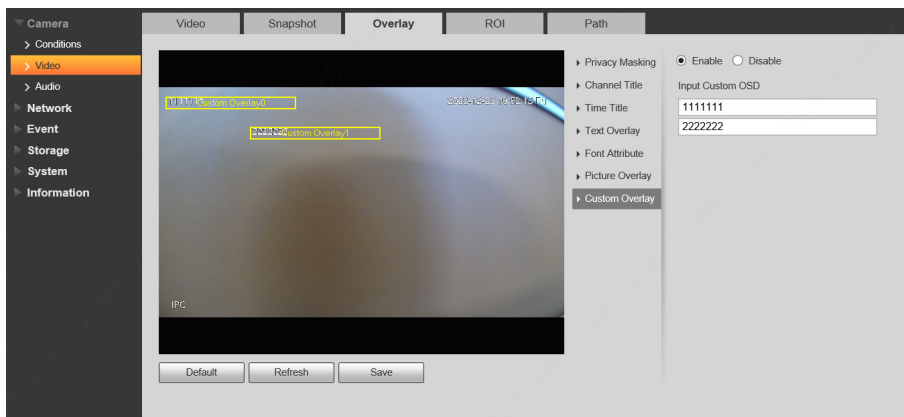 Camera
Conditions
Video
Audio
Network
Event
Storage
System
Information
Video Snapshot Overlay ROI Path
1111111Custom Overlay0
2222222Custom Overlay1
IPC
Default Refresh Save
Privacy Masking
Channel Title
Time Title
Text Overlay
Font Attribute
Picture Overlay
Custom Overlay
Enable Disable
Input Custom OSD
1111111
2222222